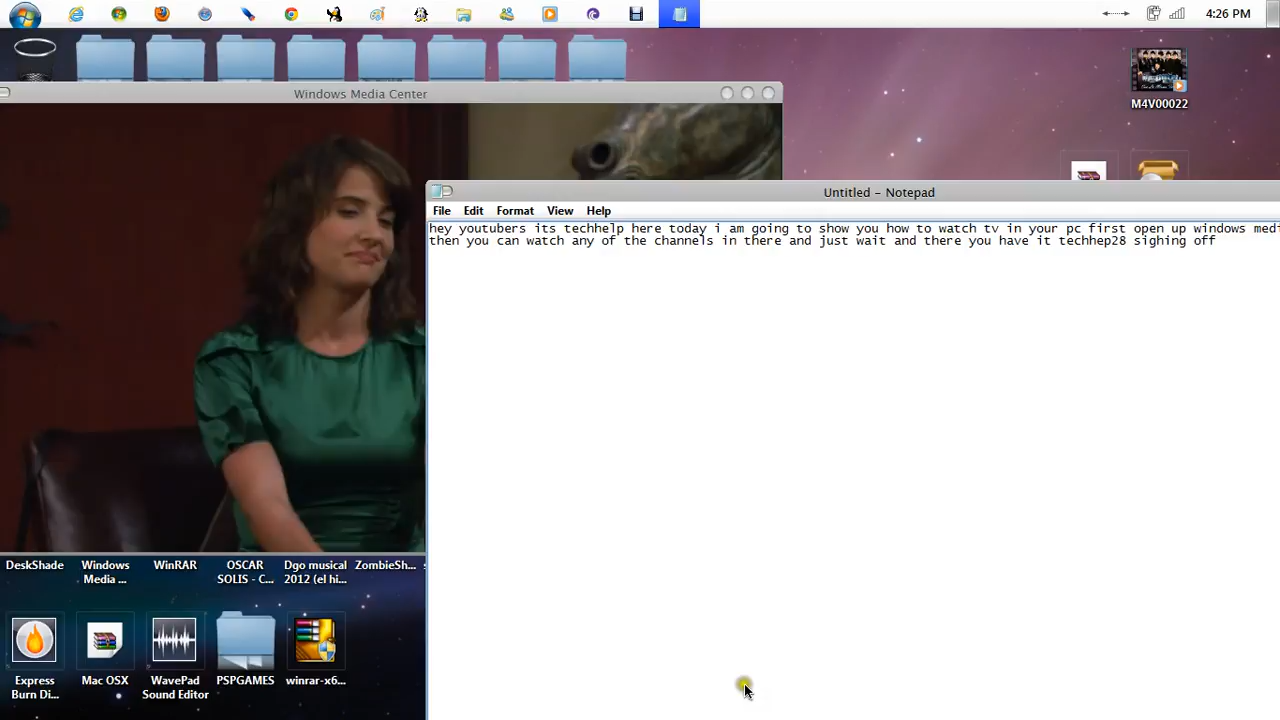 4:26 PM
M4V00022
Windows Media Center
Untitled - Notepad
File Edit Format View Help
hey youtubers its techhelp here today i am going to show you how to watch tv in your pc first open up windows medi
then you can watch any of the channels in there and just wait and there you have it techhep28 sighing off
DeskShade
Windows Media ...
WinRAR
OSCAR SOLIS - C...
Dgo musical 2012 (el hi...
ZombieSh...
Express Burn Di...
Mac OSX
WavePad Sound Editor
PSPGAMES
winrar-x6...